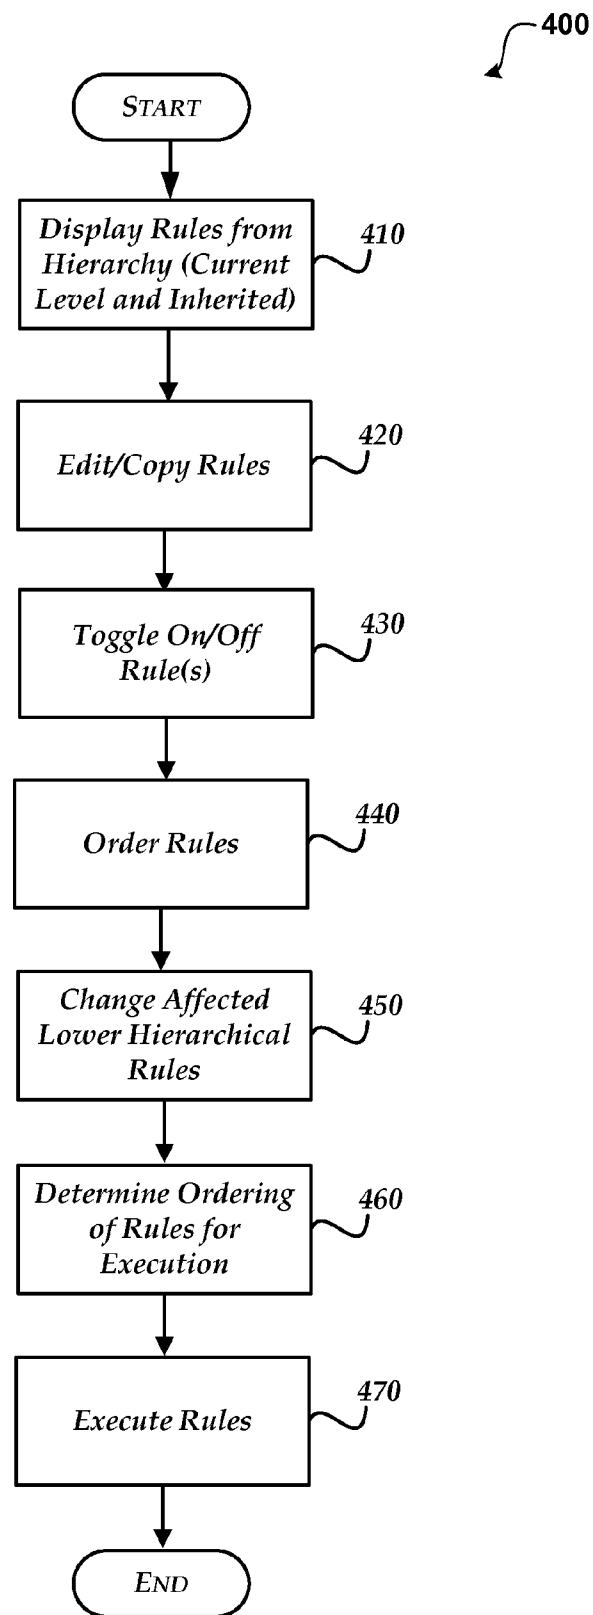 400
START
Display Rules from
Hierarchy (Current
Level and Inherited)
410
Edit/Copy Rules
420
Toggle On/Off
Rule(s)
430
Order Rules
440
Change Affected
Lower Hierarchical
Rules
450
Determine Ordering
of Rules for
Execution
460
Execute Rules
470
END